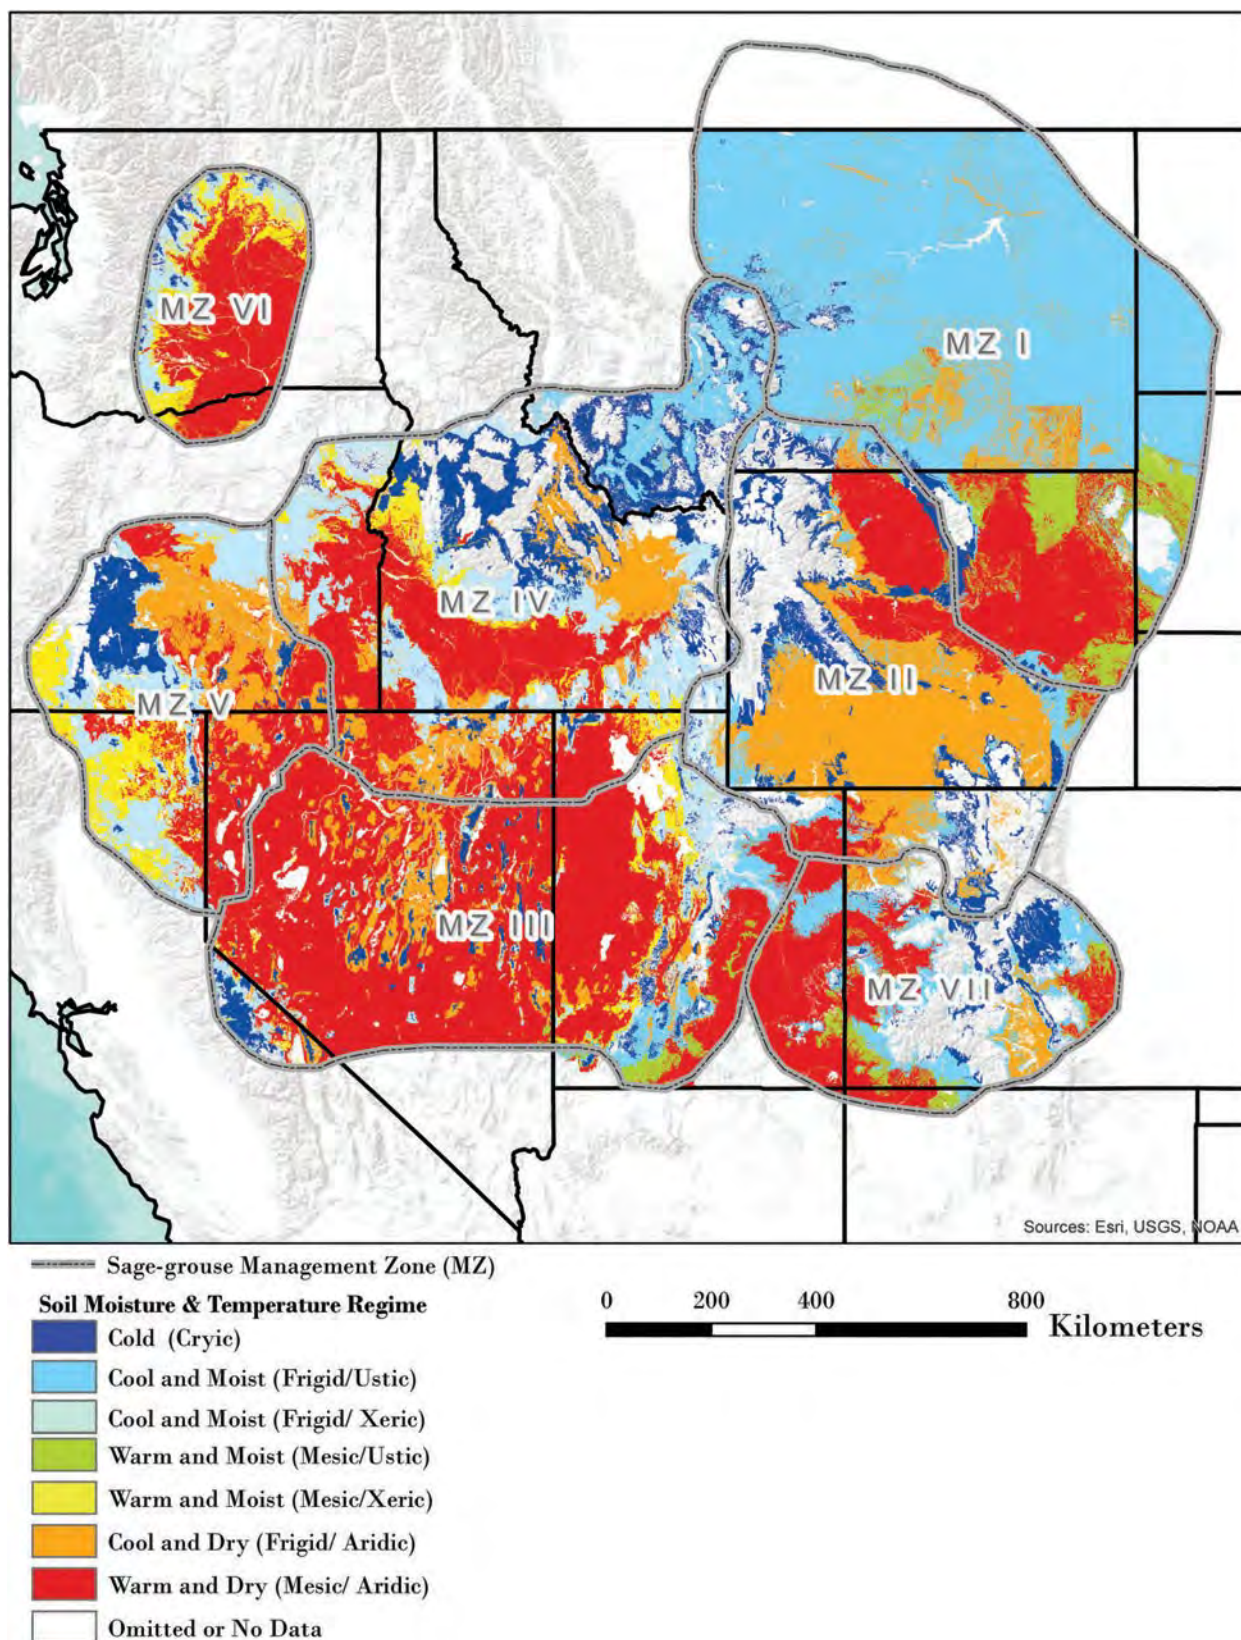 MZ VI
MZ I
MZ IV
MZ II
MZ V
MZ III
MZ VII
Sources: Esri, USGS, NOAA
Sage-grouse Management Zone (MZ)
Soil Moisture & Temperature Regime
Cold (Cryic)
Cool and Moist (Frigid/Ustic)
Cool and Moist (Frigid/ Xeric)
Warm and Moist (Mesic/Ustic)
Warm and Moist (Mesic/Xeric)
Cool and Dry (Frigid/ Aridic)
Warm and Dry (Mesic/ Aridic)
Omitted or No Data
0 200 400 800
Kilometers